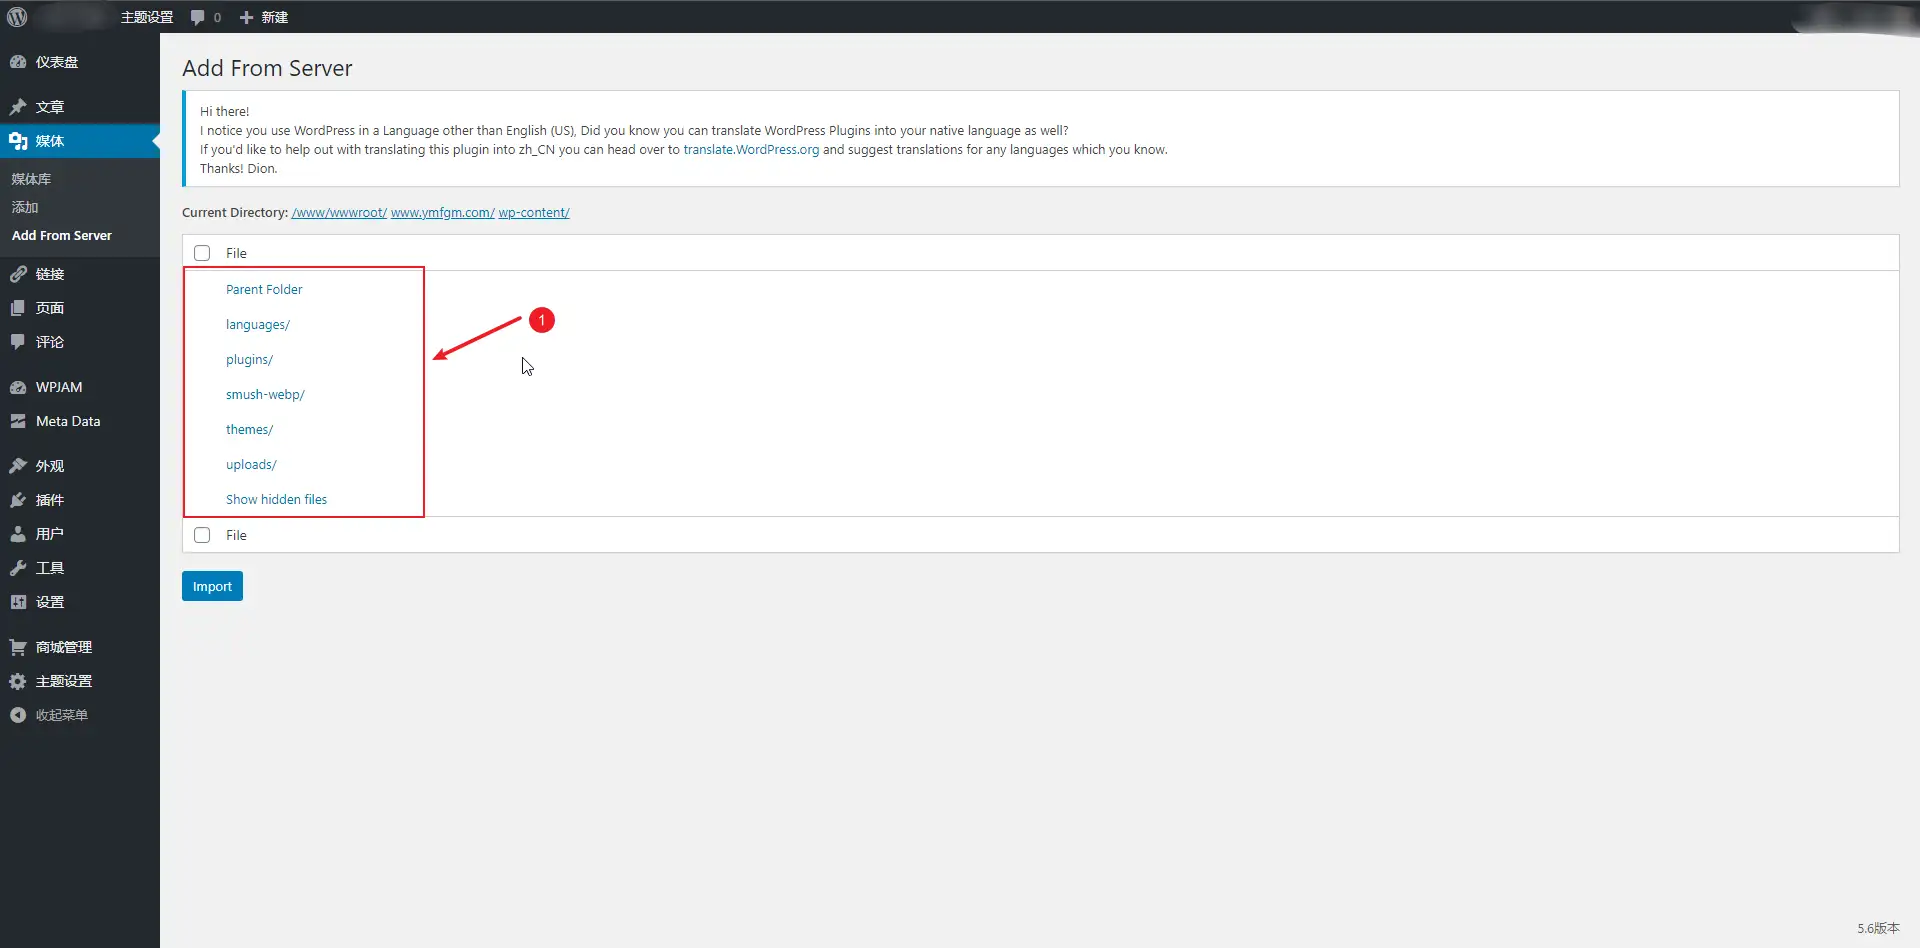 主题设置 0 新建
仪表盘
文章
媒体
媒体库
添加
Add From Server
链接
页面
评论
WPJAM
Meta Data
外观
插件
用户
工具
设置
商城管理
主题设置
收起菜单
Add From Server
Hi there!
I notice you use WordPress in a Language other than English (US), Did you know you can translate WordPress Plugins into your native language as well?
If you'd like to help out with translating this plugin into zh_CN you can head over to translate.WordPress.org and suggest translations for any languages which you know.
Thanks! Dion.
Current Directory: /www/wwwroot/ www.ymfgm.com/ wp-content/
File
Parent Folder
languages/
1
plugins/
smush-webp/
themes/
uploads/
Show hidden files
File
Import
5.6版本